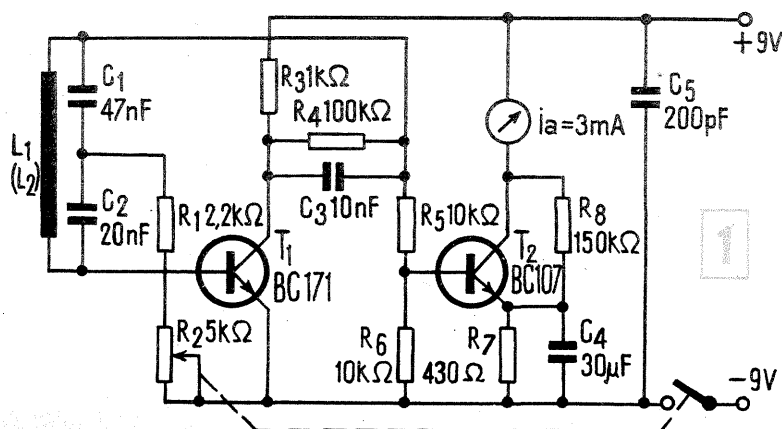 C1
47nF
L1
(L2)
C2
20nF
R1 2,2kΩ
R2 5kΩ
R3 1kΩ
R4 100kΩ
C3 10nF
T1
BC171
R5 10kΩ
R6
10kΩ
T2
BC107
R7
430Ω
ia=3mA
R8
150kΩ
C4
30µF
C5
200pF
+9V
-9V
1